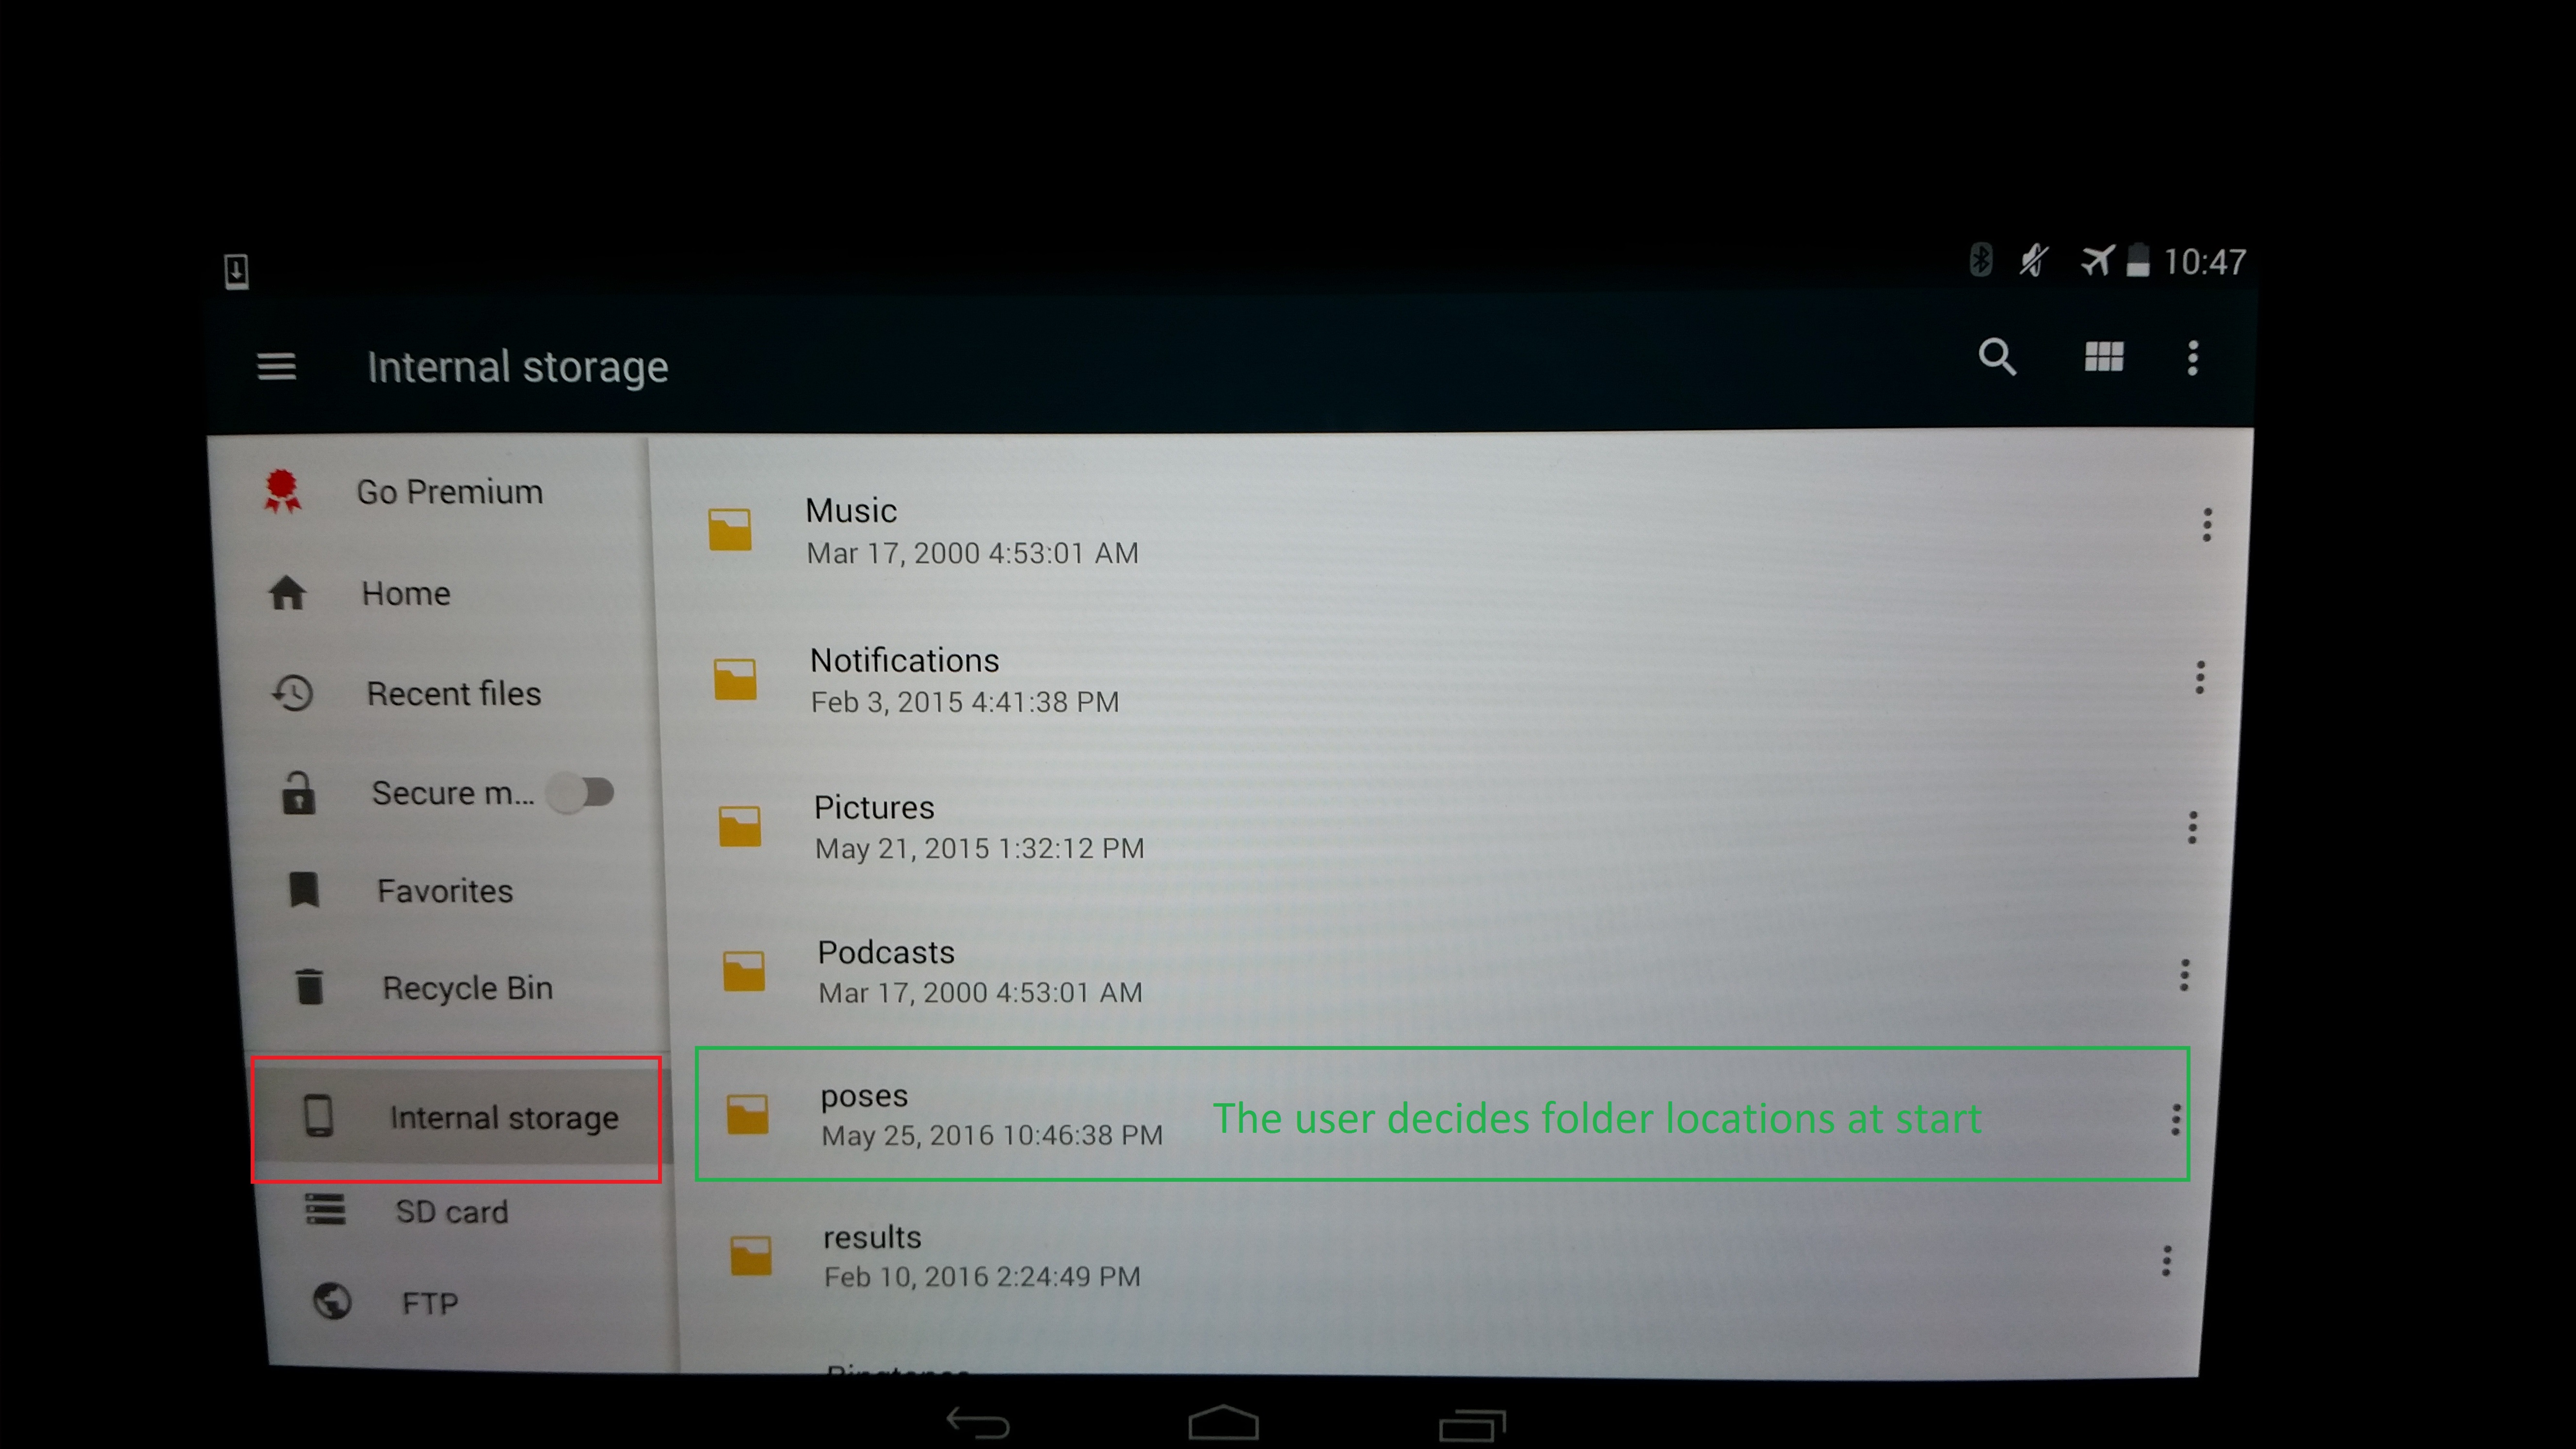 10:47
Internal storage
Go Premium
Home
Recent files
Secure m...
Favorites
Recycle Bin
Internal storage
SD card
FTP
Music
Mar 17, 2000 4:53:01 AM
Notifications
Feb 3, 2015 4:41:38 PM
Pictures
May 21, 2015 1:32:12 PM
Podcasts
Mar 17, 2000 4:53:01 AM
poses
May 25, 2016 10:46:38 PM
The user decides folder locations at start
results
Feb 10, 2016 2:24:49 PM